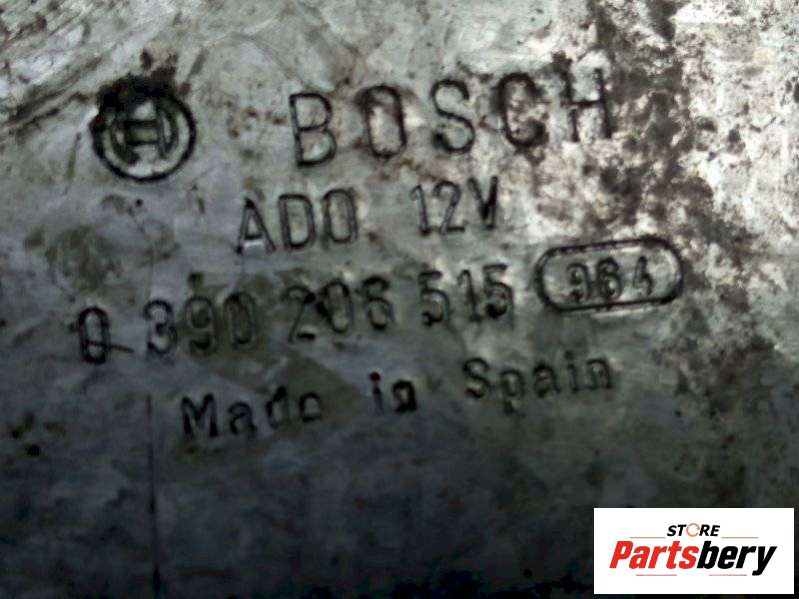 BOSCH
ADO 12V
0 390 206 515 964
Made in Spain
STORE
Partsbery